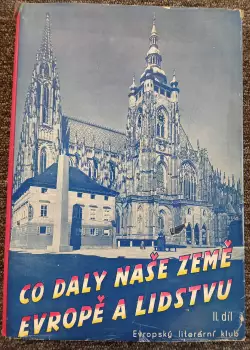 CO DALY NAŠE ZEMĚ
EVROPĚ A LIDSTVU
II. díl
Evropský literární klub